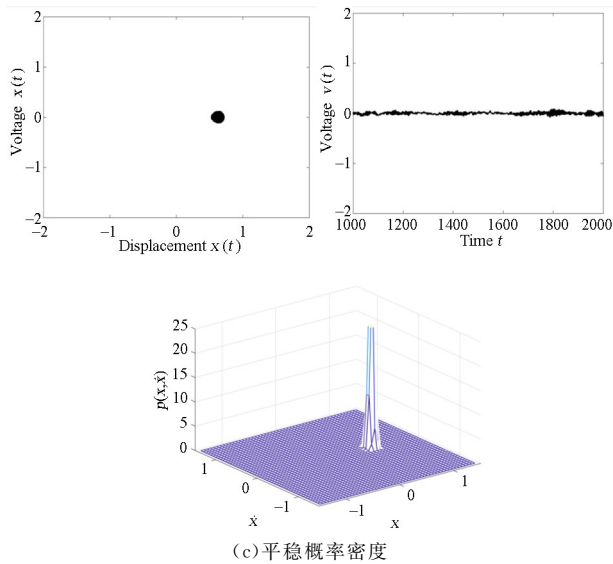 2
1
0
−1
−2
Voltage x(t)
−2 −1 0 1 2
Displacement x(t)
2
1
0
−1
−2
Voltage v(t)
1000 1200 1400 1600 1800 2000
Time t
25
20
15
10
5
0
p(x,ẋ)
1
0
−1
ẋ
−1
0
1
x
(c)平稳概率密度